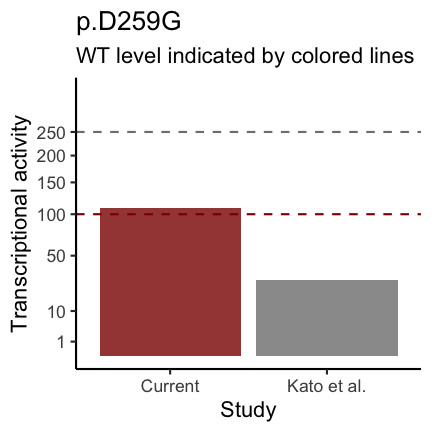 p.D259G
WT level indicated by colored lines
Transcriptional activity
250
200
150
100
50
10
1
Current
Kato et al.
Study